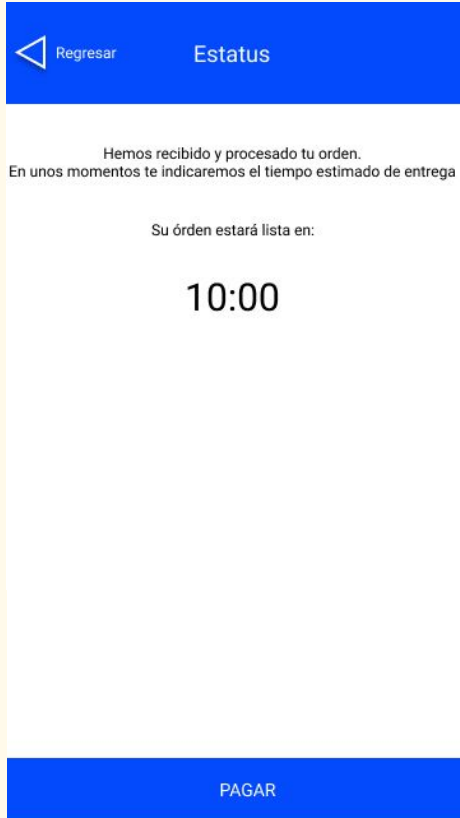 Regresar
Estatus
Hemos recibido y procesado tu orden.
En unos momentos te indicaremos el tiempo estimado de entrega
Su órden estará lista en:
10:00
PAGAR